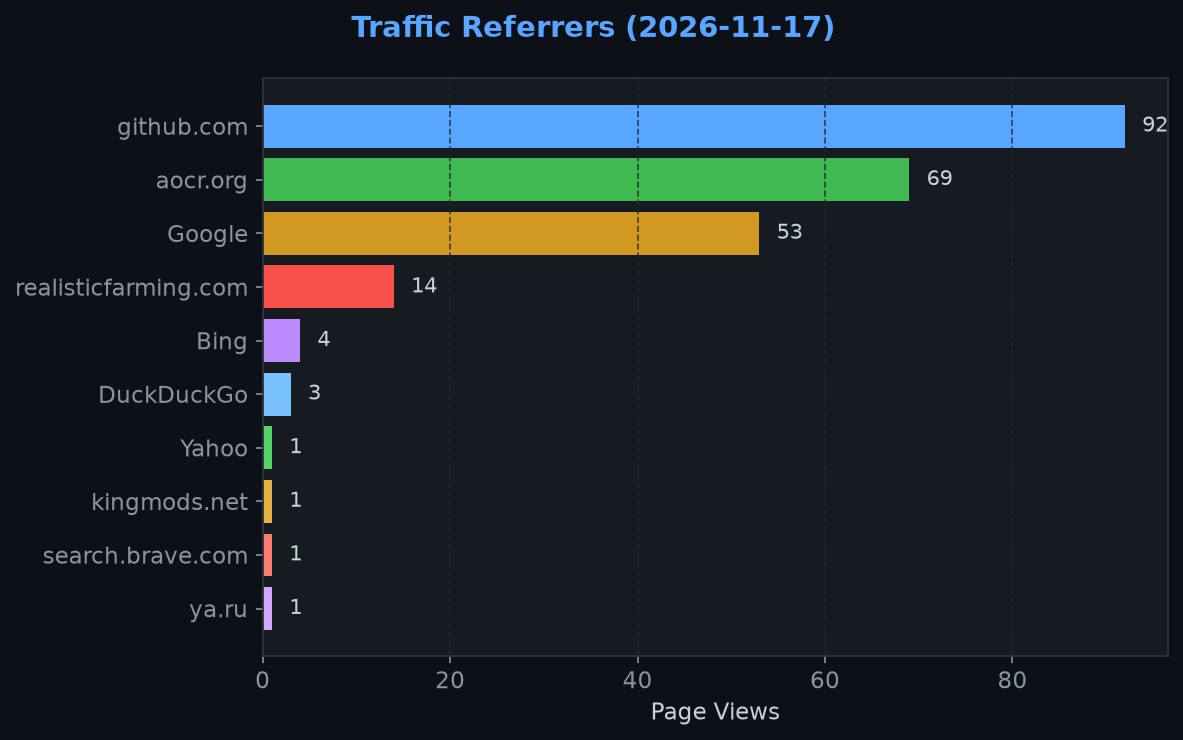 Traffic Referrers (2026-11-17)
github.com 92
aocr.org 69
Google 53
realisticfarming.com 14
Bing 4
DuckDuckGo 3
Yahoo 1
kingmods.net 1
search.brave.com 1
ya.ru 1
0 20 40 60 80
Page Views